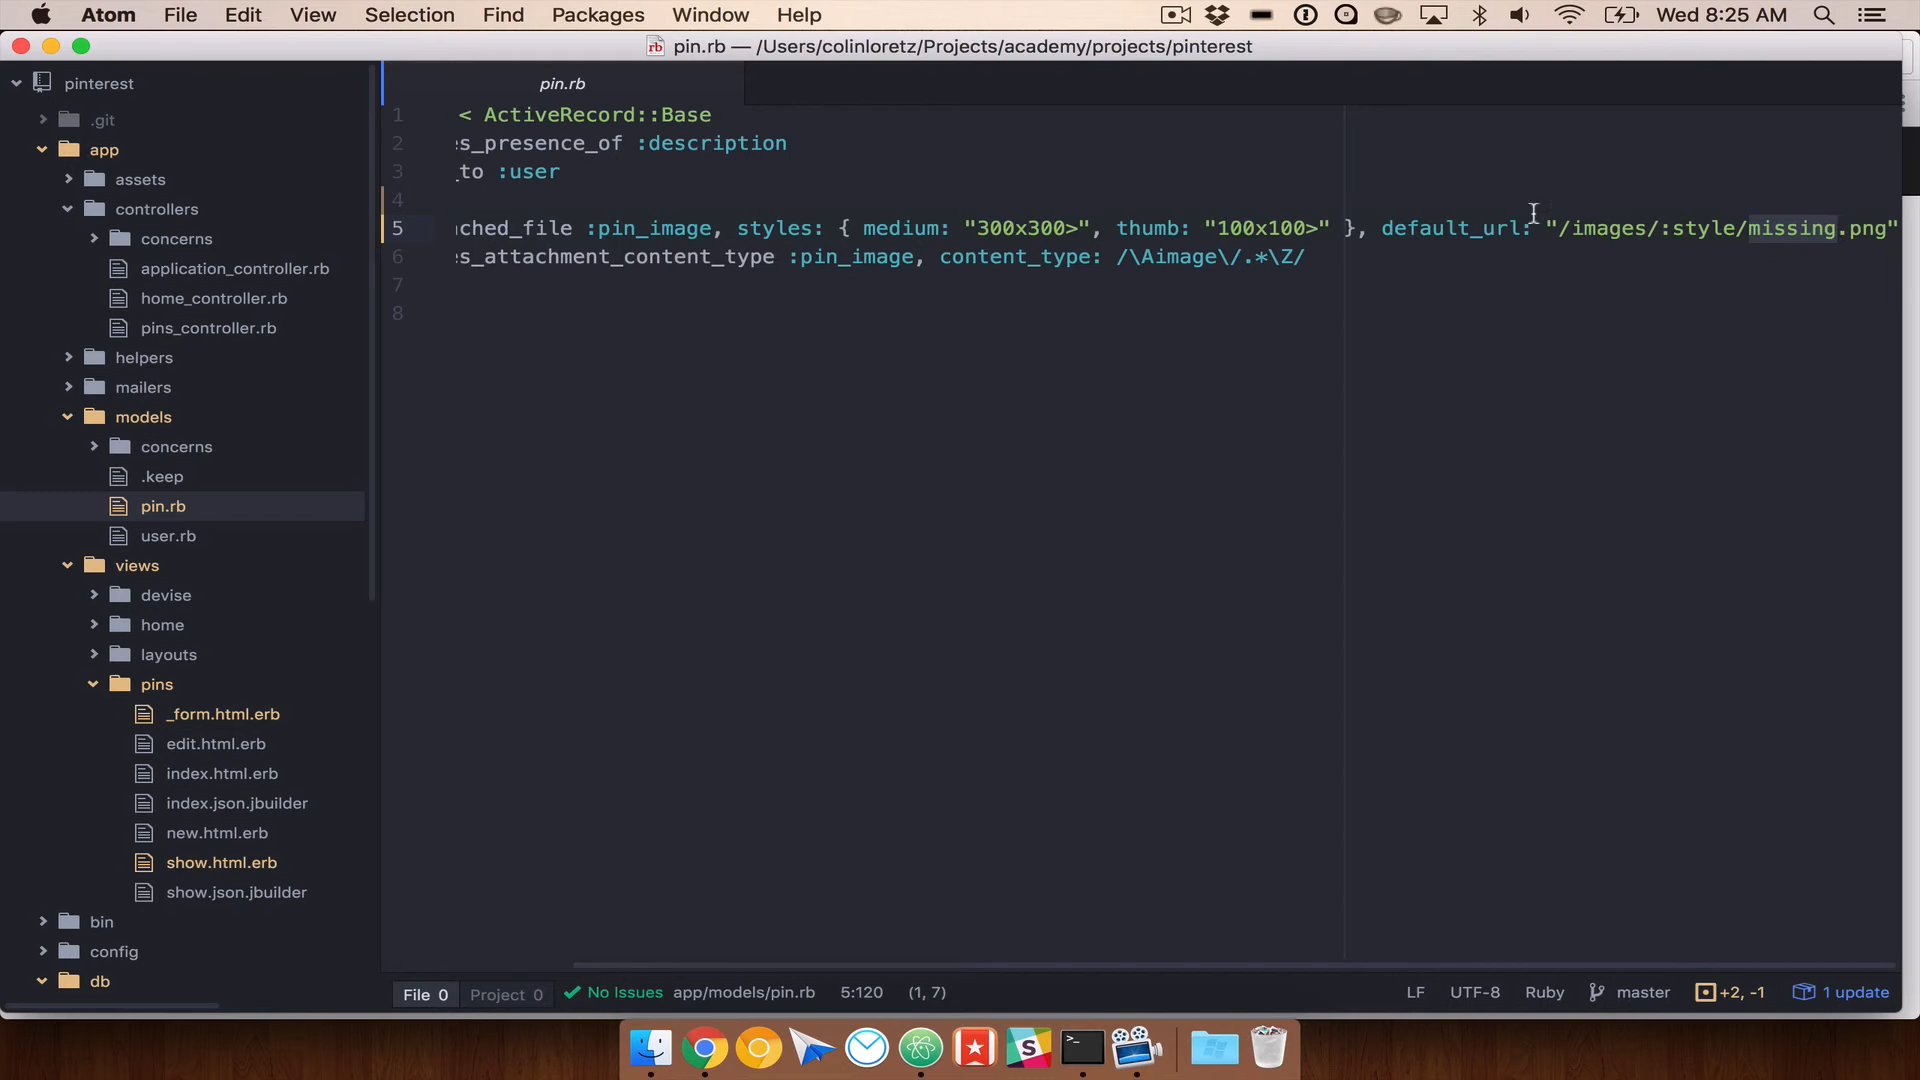 Atom File Edit View Selection Find Packages Window Help Wed 8:25 AM
rb pin.rb — /Users/colinloretz/Projects/academy/projects/pinterest
pinterest
.git
app
assets
controllers
concerns
application_controller.rb
home_controller.rb
pins_controller.rb
helpers
mailers
models
concerns
.keep
pin.rb
user.rb
views
devise
home
layouts
pins
_form.html.erb
edit.html.erb
index.html.erb
index.json.jbuilder
new.html.erb
show.html.erb
show.json.jbuilder
bin
config
db
pin.rb
1 < ActiveRecord::Base
2 es_presence_of :description
3 _to :user
4
5 ched_file :pin_image, styles: { medium: "300x300>", thumb: "100x100>" }, default_url: "/images/:style/missing.png"
6 es_attachment_content_type :pin_image, content_type: /\Aimage\/.*\Z/
7
8
File 0 Project 0 No Issues app/models/pin.rb 5:120 (1, 7) LF UTF-8 Ruby master +2, -1 1 update